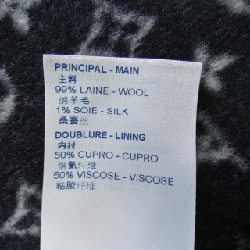 PRINCIPAL - MAIN
主料
99% LAINE - WOOL
绵羊毛
1% SOIE - SILK
桑蚕丝
DOUBLURE - LINING
内衬
50% CUPRO - CUPRO
铜氨纤维
50% VISCOSE - VISCOSE
粘胶纤维